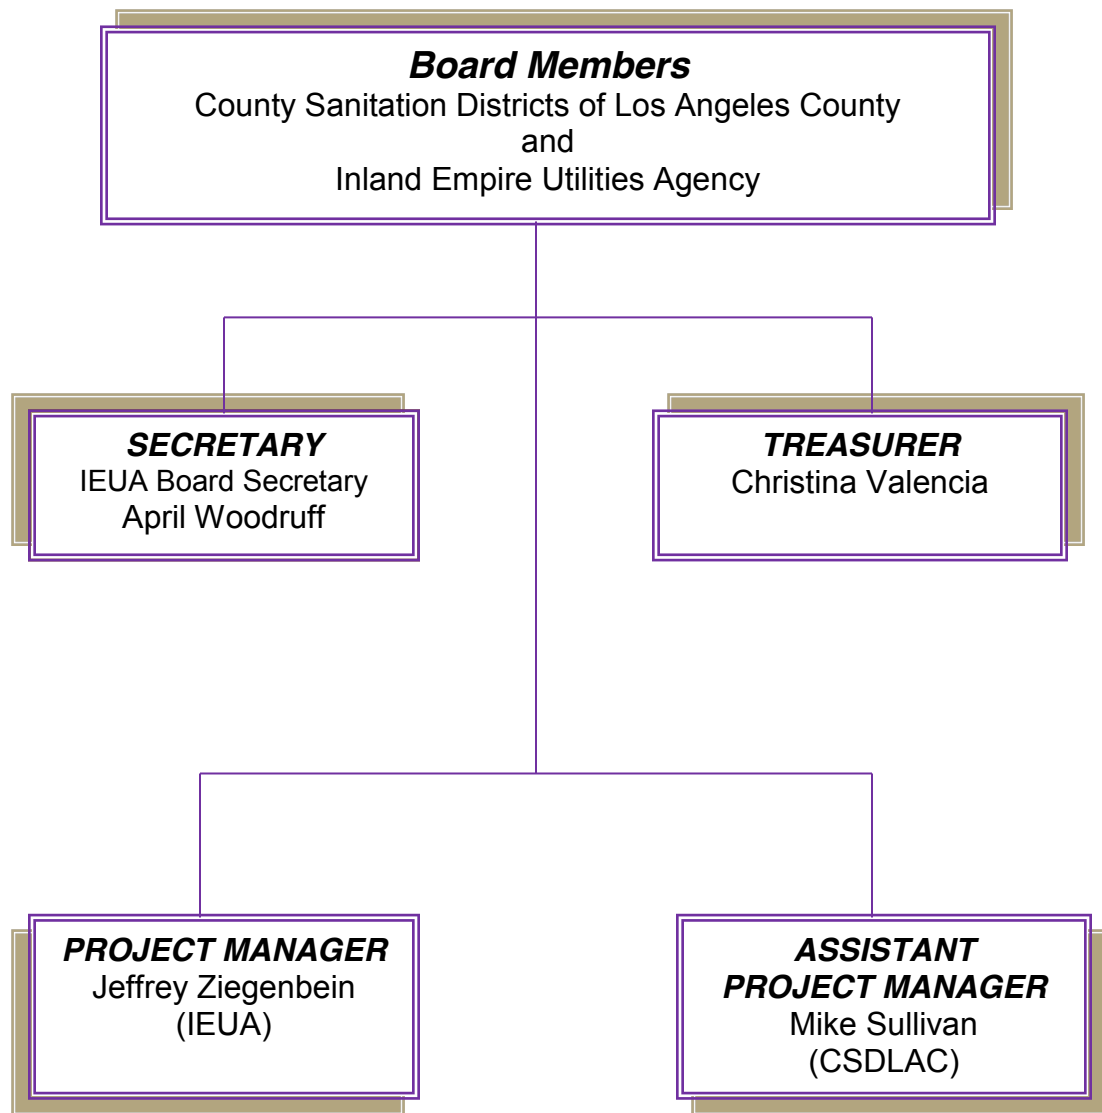 Board Members
County Sanitation Districts of Los Angeles County
and
Inland Empire Utilities Agency
SECRETARY
IEUA Board Secretary
April Woodruff
TREASURER
Christina Valencia
PROJECT MANAGER
Jeffrey Ziegenbein
(IEUA)
ASSISTANT
PROJECT MANAGER
Mike Sullivan
(CSDLAC)